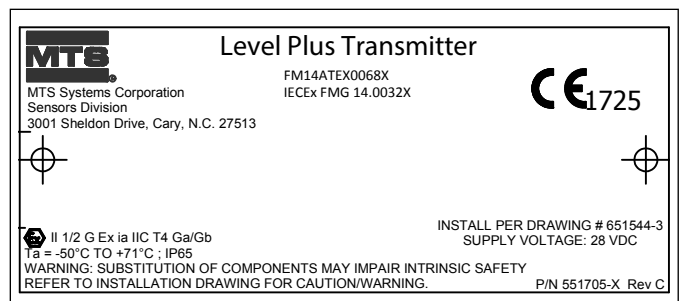 MTS
®
Level Plus Transmitter
FM14ATEX0068X
IECEx FMG 14.0032X
MTS Systems Corporation
Sensors Division
3001 Sheldon Drive, Cary, N.C. 27513
CE 1725
Ex II 1/2 G Ex ia IIC T4 Ga/Gb
Ta = -50°C TO +71°C ; IP65
INSTALL PER DRAWING # 651544-3
SUPPLY VOLTAGE: 28 VDC
WARNING: SUBSTITUTION OF COMPONENTS MAY IMPAIR INTRINSIC SAFETY
REFER TO INSTALLATION DRAWING FOR CAUTION/WARNING.
P/N 551705-X Rev C